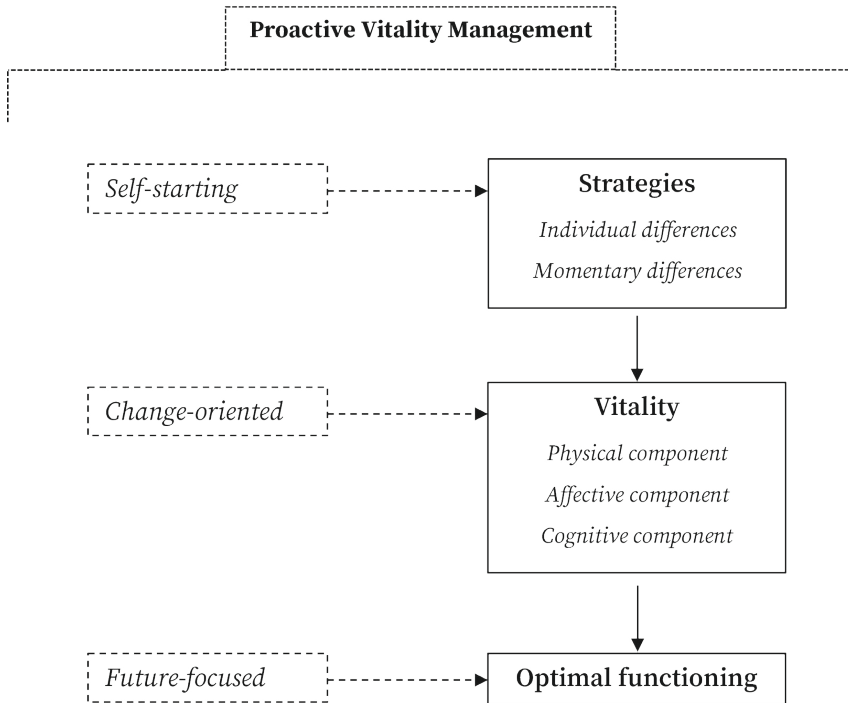 Proactive Vitality Management
Self-starting
Strategies
Individual differences
Momentary differences
Change-oriented
Vitality
Physical component
Affective component
Cognitive component
Future-focused
Optimal functioning